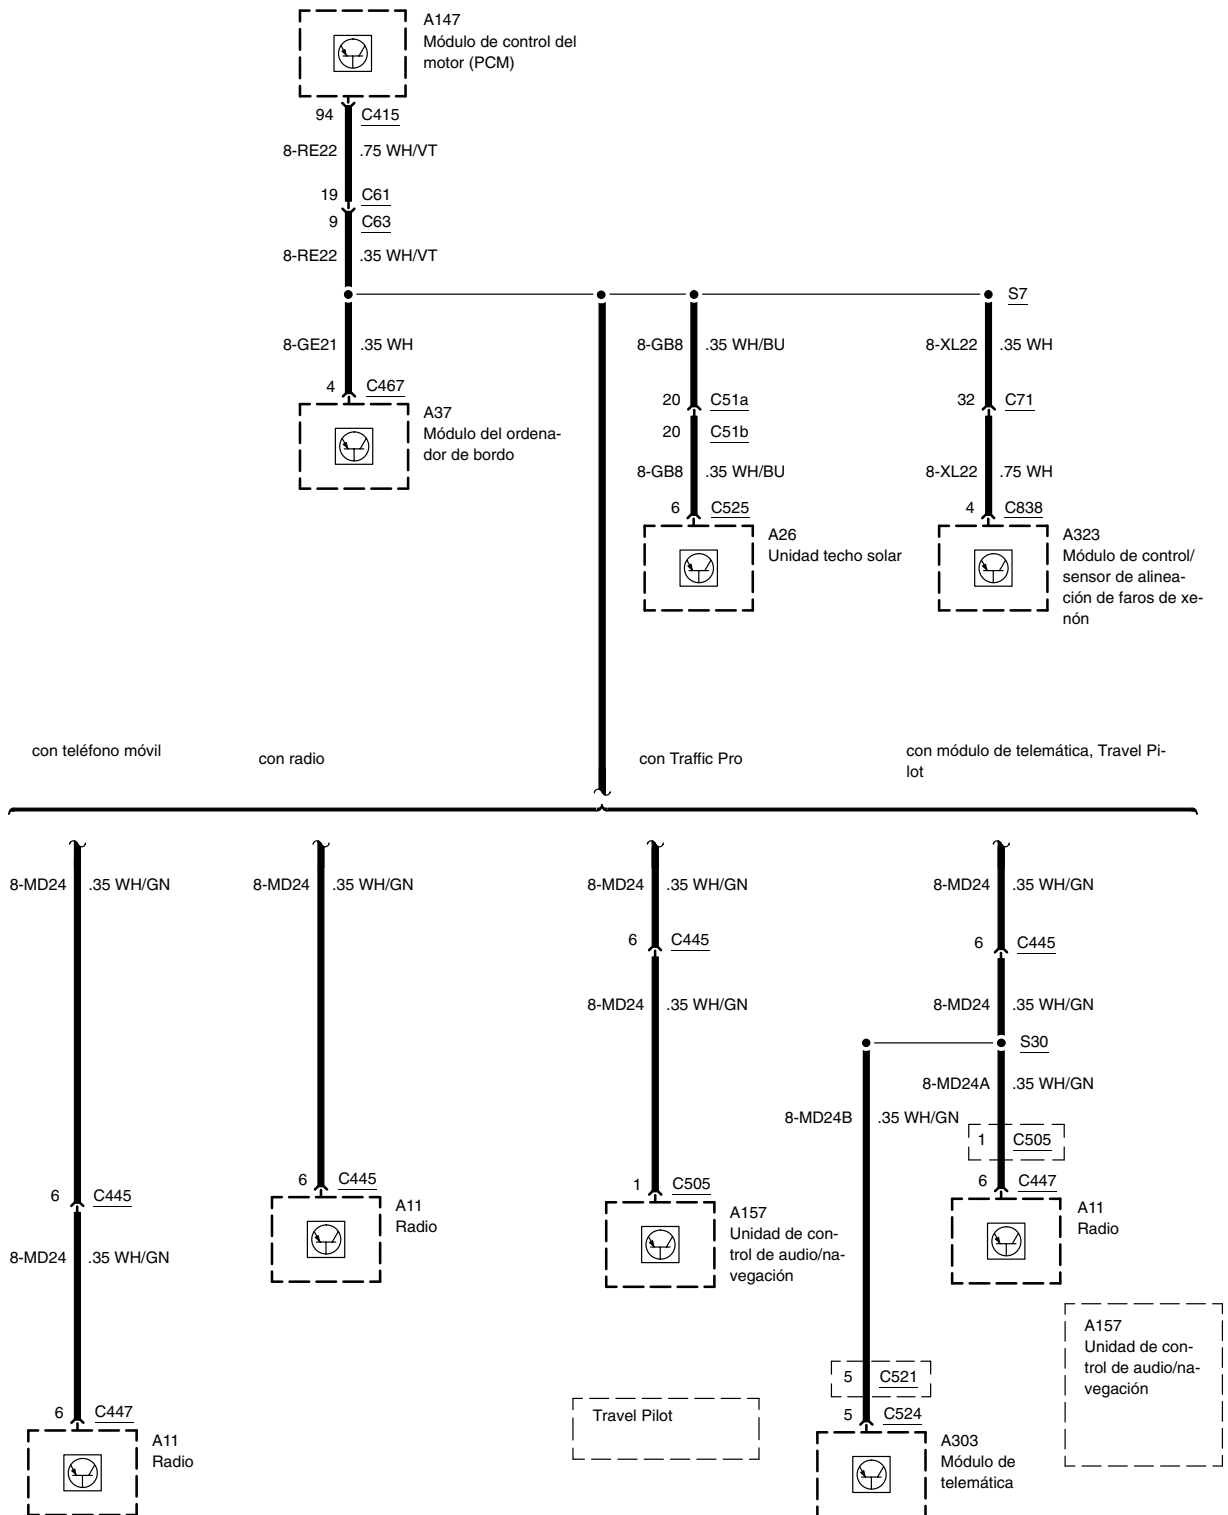 A147
Módulo de control del
motor (PCM)
94 C415
8-RE22 .75 WH/VT
19 C61
9 C63
8-RE22 .35 WH/VT
S7
8-GE21 .35 WH
8-GB8 .35 WH/BU
8-XL22 .35 WH
4 C467
20 C51a
32 C71
A37
Módulo del ordena-
dor de bordo
20 C51b
8-GB8 .35 WH/BU
8-XL22 .75 WH
6 C525
4 C838
A26
Unidad techo solar
A323
Módulo de control/
sensor de alinea-
ción de faros de xe-
nón
con teléfono móvil
con radio
con Traffic Pro
con módulo de telemática, Travel Pi-
lot
8-MD24 .35 WH/GN
8-MD24 .35 WH/GN
8-MD24 .35 WH/GN
8-MD24 .35 WH/GN
6 C445
6 C445
8-MD24 .35 WH/GN
8-MD24 .35 WH/GN
S30
8-MD24A .35 WH/GN
8-MD24B .35 WH/GN
1 C505
6 C445
6 C445
1 C505
6 C447
A11
Radio
A157
Unidad de con-
trol de audio/na-
vegación
A11
Radio
8-MD24 .35 WH/GN
A157
Unidad de con-
trol de audio/na-
vegación
5 C521
6 C447
Travel Pilot
5 C524
A11
Radio
A303
Módulo de
telemática